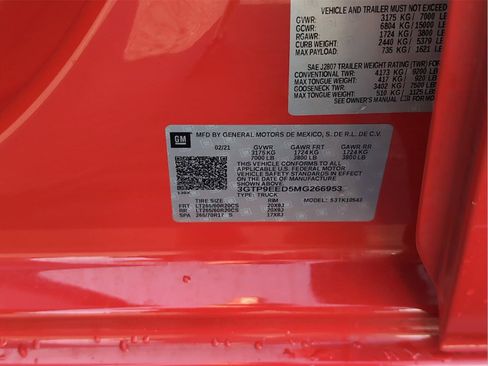 VEHICLE AND TRAILER MUST NOT EXCEED
GVWR: 3175 KG / 7000 LB
GCWR: 6804 KG / 15000 LB
RGAWR: 1724 KG / 3800 LB
CURB WEIGHT: 2440 KG / 5379 LB
MAX PAYLOAD: 735 KG / 1621 LB
SAE J2807 TRAILER WEIGHT RATING (TWR) FOR
CONVENTIONAL TWR: 4173 KG / 9200 LB
MAX TONGUE WEIGHT: 417 KG / 920 LB
GOOSENECK TWR: 3402 KG / 7500 LB
MAX TONGUE WEIGHT: 510 KG / 1125 LB
SEE OWNER'S MANUAL FOR
GM
MFD BY GENERAL MOTORS DE MEXICO, S. DE R.L. DE C.V.
02/21 GVWR GAWR FRT GAWR RR
3175 KG 1724 KG 1724 KG
7000 LB 3800 LB 3800 LB
THIS VEHICLE CONFORMS TO ALL
APPLICABLE U.S. FEDERAL MOTOR
VEHICLE SAFETY STANDARDS IN EFFECT
ON THE DATE OF MANUFACTURE SHOWN ABOVE
3GTP9EED5MG266953
TYPE: TRUCK
TIRE SIZE RIM MODEL:
FRT LT265/60R20CS 20X9J
RR LT265/60R20CS 20X9J
SPA 265/70R17 S 17X8J